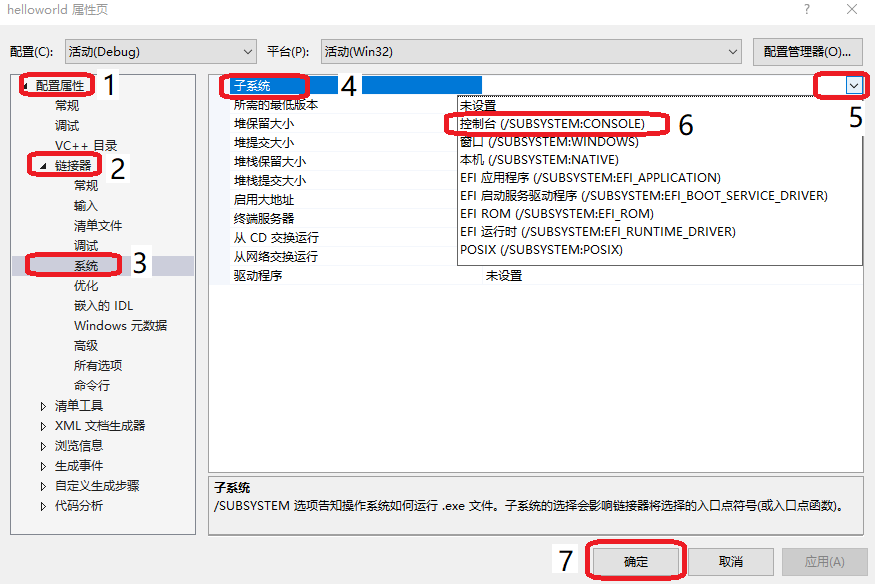 helloworld 属性页 ?
配置(C): 活动(Debug) 平台(P): 活动(Win32) 配置管理器(O)...
配置属性 1
常规
调试
VC++ 目录
链接器 2
常规
输入
清单文件
调试
系统 3
优化
嵌入的 IDL
Windows 元数据
高级
所有选项
命令行
清单工具
XML 文档生成器
浏览信息
生成事件
自定义生成步骤
代码分析
子系统 4
5
所需的最低版本
堆保留大小
堆提交大小
堆栈保留大小
堆栈提交大小
启用大地址
终端服务器
从 CD 交换运行
从网络交换运行
驱动程序 未设置
未设置
控制台 (/SUBSYSTEM:CONSOLE) 6
窗口 (/SUBSYSTEM:WINDOWS)
本机 (/SUBSYSTEM:NATIVE)
EFI 应用程序 (/SUBSYSTEM:EFI_APPLICATION)
EFI 启动服务驱动程序 (/SUBSYSTEM:EFI_BOOT_SERVICE_DRIVER)
EFI ROM (/SUBSYSTEM:EFI_ROM)
EFI 运行时 (/SUBSYSTEM:EFI_RUNTIME_DRIVER)
POSIX (/SUBSYSTEM:POSIX)
子系统
/SUBSYSTEM 选项告知操作系统如何运行 .exe 文件。子系统的选择会影响链接器将选择的入口点符号(或入口点函数)。
7 确定 取消 应用(A)